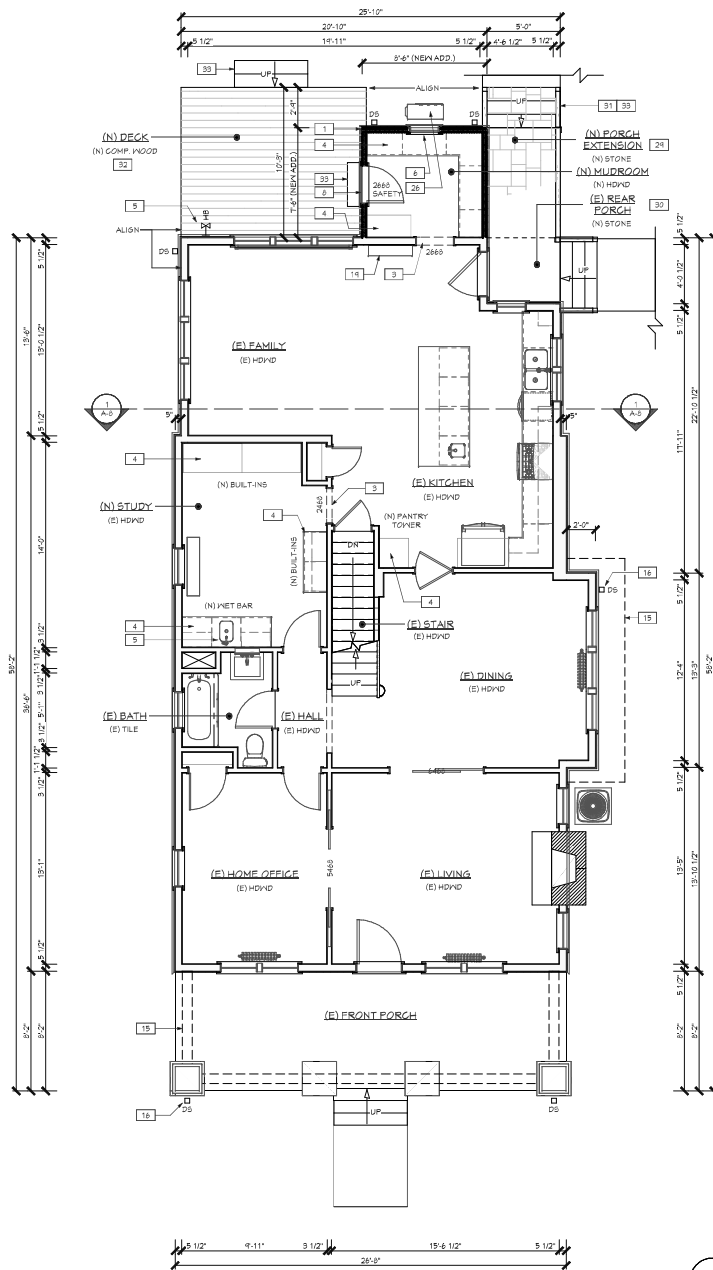 25'-10"
20'-10"
5'-0"
5 1/2"
19'-11"
5 1/2"
4'-6 1/2"
5 1/2"
8'-6" (NEW ADD.)
33
UP
ALIGN
2'-4"
DS
DS
UP
31 33
1
4
(N) DECK
(N) COMP. WOOD
32
10'-8"
7'-6" (NEW ADD.)
(N) PORCH
EXTENSION
29
(N) STONE
6
26
(N) MUDROOM
(N) HDWD
33
8
2668
SAFETY
4
5
HB
(E) REAR
PORCH
30
(N) STONE
ALIGN
DS
19
3
2668
UP
5 1/2"
5 1/2"
4'-0 1/2"
5 1/2"
13'-6"
13'-0 1/2"
(E) FAMILY
(E) HDWD
22'-10 1/2"
17'-11"
1
A-8
1
A-8
5"
5"
5 1/2"
4
(N) BUILT-INS
(E) KITCHEN
(E) HDWD
3
2468
(N) STUDY
(E) HDWD
4
(N) PANTRY
TOWER
2'-0"
14'-0"
DN
(N) BUILT-INS
16
DS
5 1/2"
4
15
(N) WET BAR
4
5
(E) STAIR
(E) HDWD
3 1/2"
1'-1 1/2"
3 1/2"
58'-2"
36'-6"
UP
(E) DINING
(E) HDWD
12'-4"
13'-3"
58'-2"
5'-1"
(E) BATH
(E) TILE
(E) HALL
(E) HDWD
3 1/2"
1'-1 1/2"
3 1/2"
5468
5 1/2"
13'-1"
(E) HOME OFFICE
(E) HDWD
5468
(E) LIVING
(E) HDWD
13'-5"
13'-10 1/2"
5 1/2"
5 1/2"
(E) FRONT PORCH
15
8'-2"
8'-2"
8'-2"
8'-2"
16
DS
DS
UP
5 1/2"
9'-11"
3 1/2"
15'-6 1/2"
5 1/2"
26'-8"